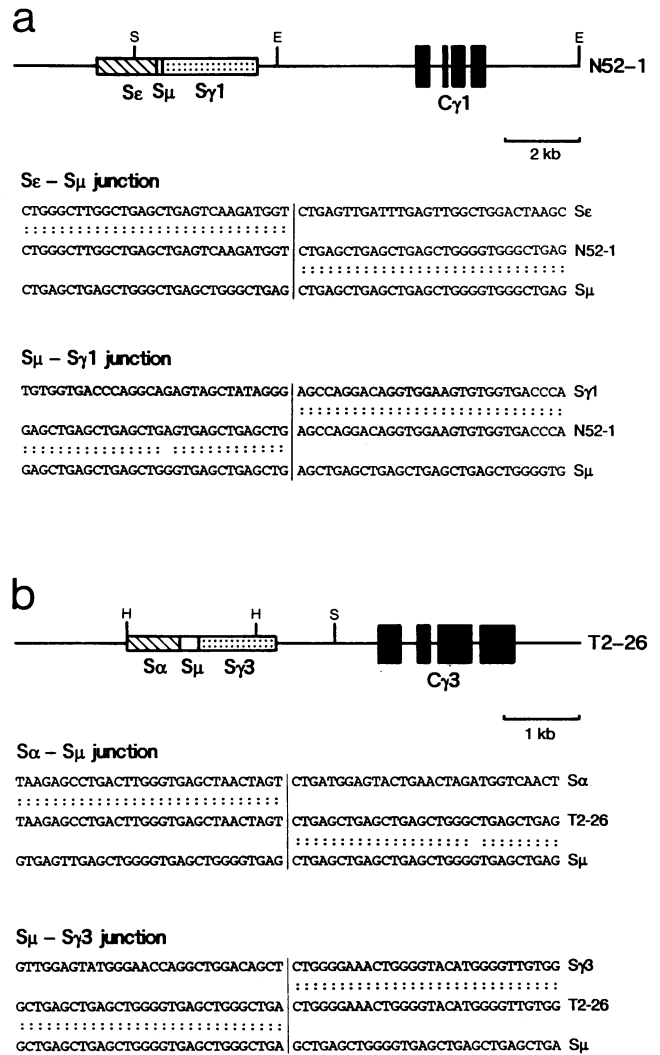 a
S E E
N52-1
Sε Sμ Sγ1 Cγ1
2 kb
Sε – Sμ junction
CTGGGCTTGGCTGAGCTGAGTCAAGATGGT CTGAGTTGATTTGAGTTGGCTGGACTAAGC Sε
::::::::::::::::::::::::::::::
CTGGGCTTGGCTGAGCTGAGTCAAGATGGT CTGAGCTGAGCTGAGCTGGGGTGGGCTGAG N52-1
::::::::::::::::::::::::::::::
CTGAGCTGAGCTGGGCTGAGCTGGGCTGAG CTGAGCTGAGCTGAGCTGGGGTGGGCTGAG Sμ
Sμ – Sγ1 junction
TGTGGTGACCCAGGCAGAGTAGCTATAGGG AGCCAGGACAGGTGGAAGTGTGGTGACCCA Sγ1
::::::::::::::::::::::::::::::
GAGCTGAGCTGAGCTGAGTGAGCTGAGCTG AGCCAGGACAGGTGGAAGTGTGGTGACCCA N52-1
:::::::::::::::: :::::::::::::
GAGCTGAGCTGAGCTGGGTGAGCTGAGCTG AGCTGAGCTGAGCTGAGCTGAGCTGGGGTG Sμ
b
H H S
T2-26
Sα Sμ Sγ3 Cγ3
1 kb
Sα – Sμ junction
TAAGAGCCTGACTTGGGTGAGCTAACTAGT CTGATGGAGTACTGAACTAGATGGTCAACT Sα
::::::::::::::::::::::::::::::
TAAGAGCCTGACTTGGGTGAGCTAACTAGT CTGAGCTGAGCTGAGCTGGGCTGAGCTGAG T2-26
:::::::::::::::::::: :::::::::
GTGAGTTGAGCTGGGGTGAGCTGGGGTGAG CTGAGCTGAGCTGAGCTGGGGTGAGCTGAG Sμ
Sμ – Sγ3 junction
GTTGGAGTATGGGAACCAGGCTGGACAGCT CTGGGGAAACTGGGGTACATGGGGTTGTGG Sγ3
::::::::::::::::::::::::::::::
GCTGAGCTGAGCTGGGGTGAGCTGGGCTGA CTGGGGAAACTGGGGTACATGGGGTTGTGG T2-26
::::::::::::::::::::::::::::::
GCTGAGCTGAGCTGGGGTGAGCTGGGCTGA GCTGAGCTGGGGTGAGCTGAGCTGAGCTGA Sμ